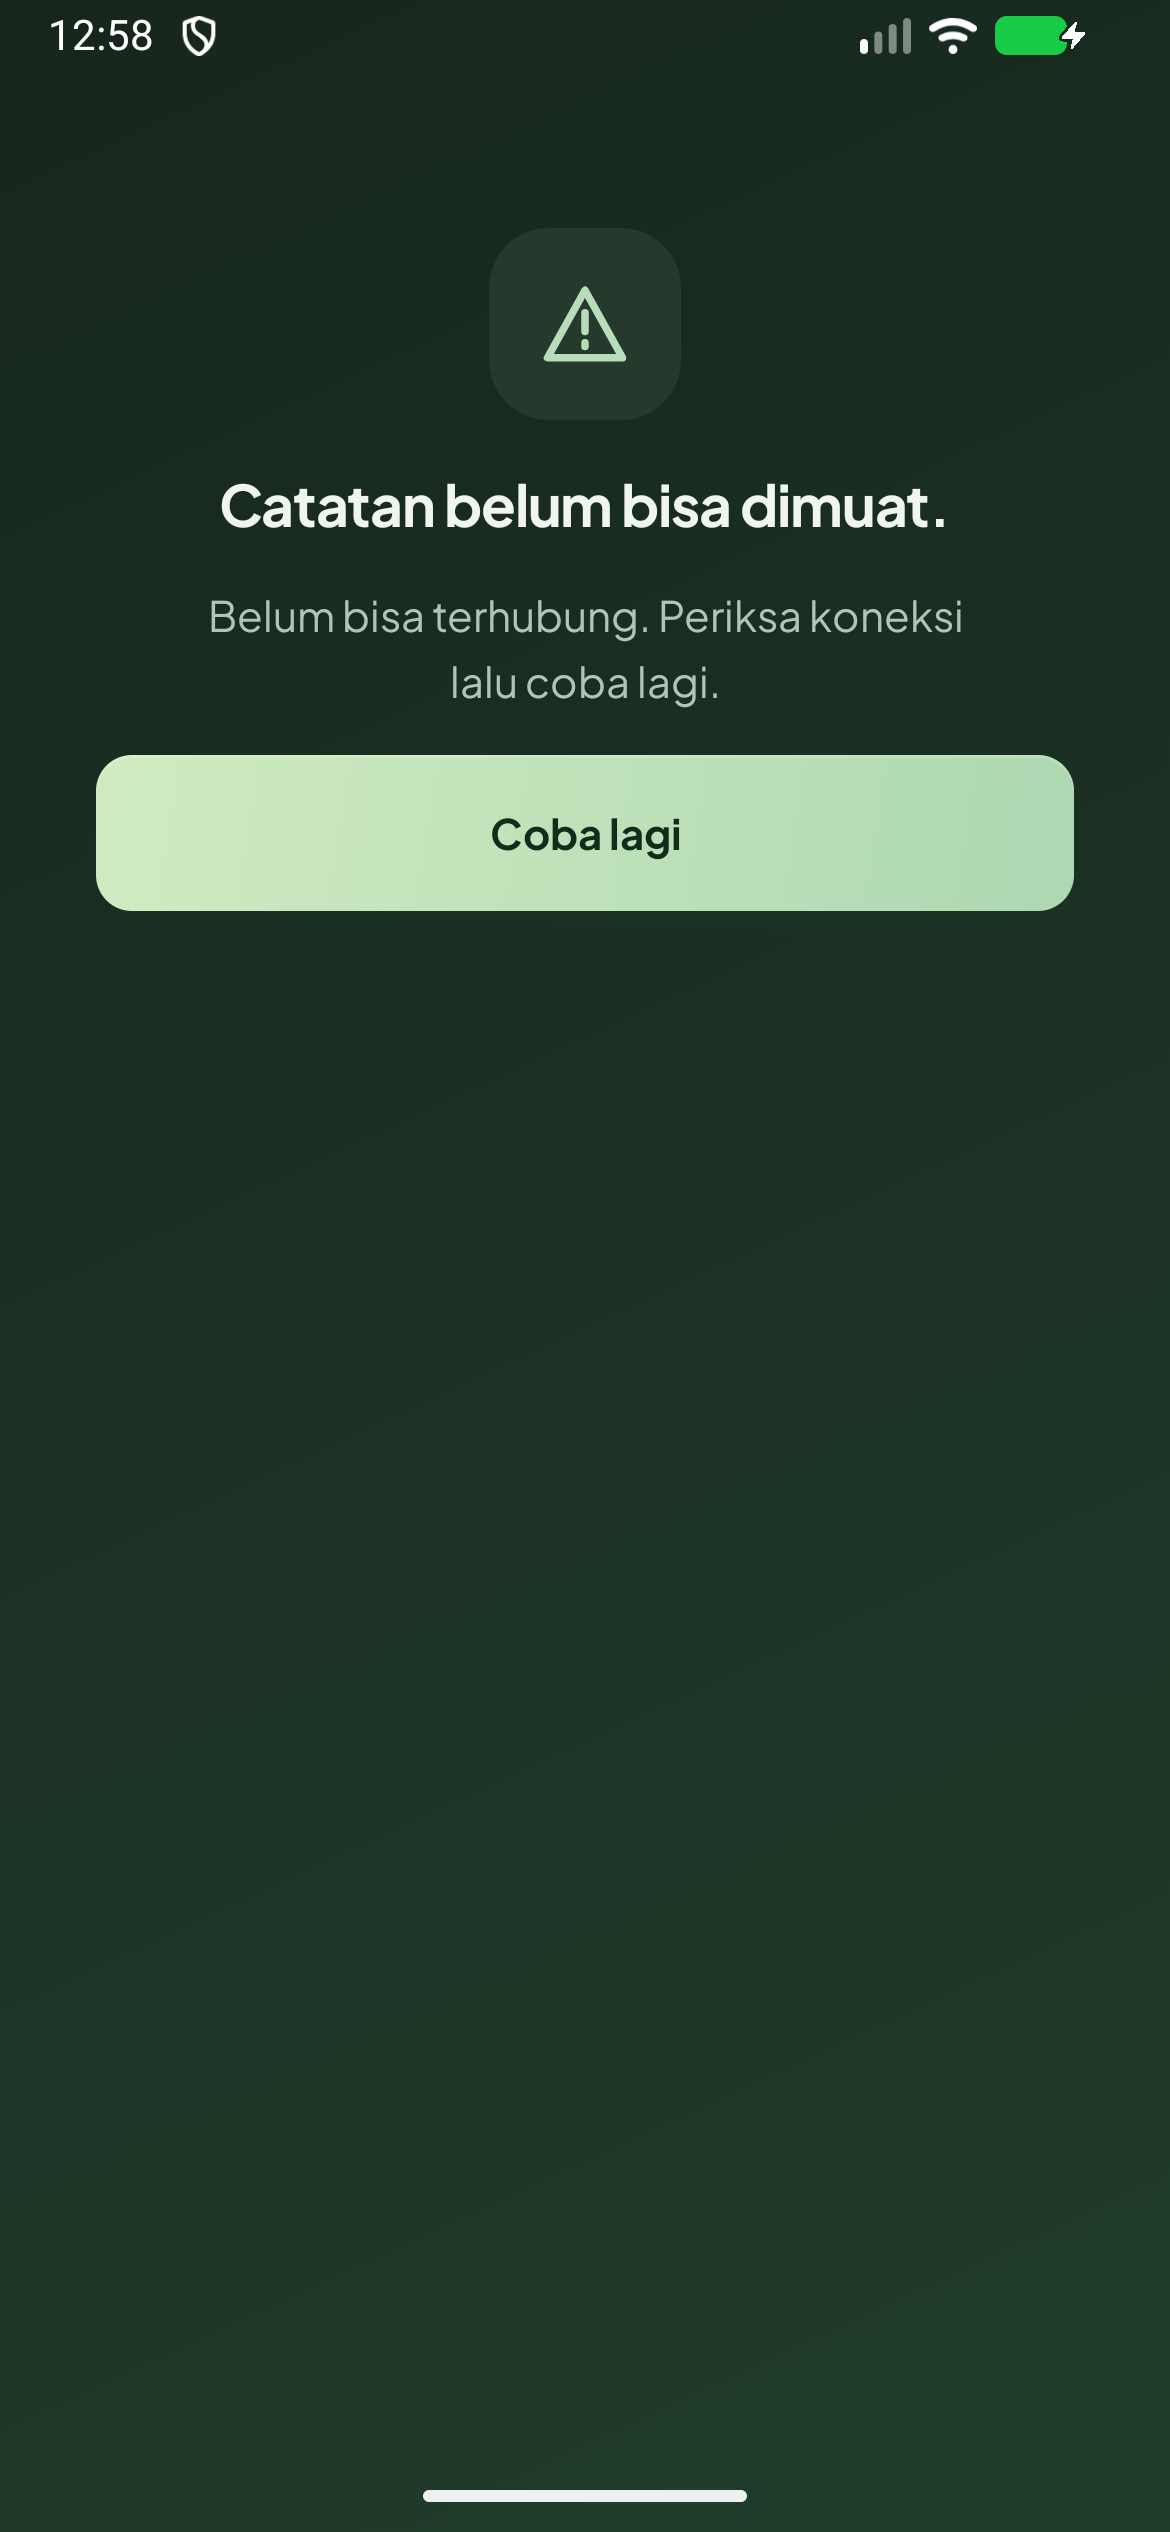 12:58
Catatan belum bisa dimuat.
Belum bisa terhubung. Periksa koneksi
lalu coba lagi.
Coba lagi